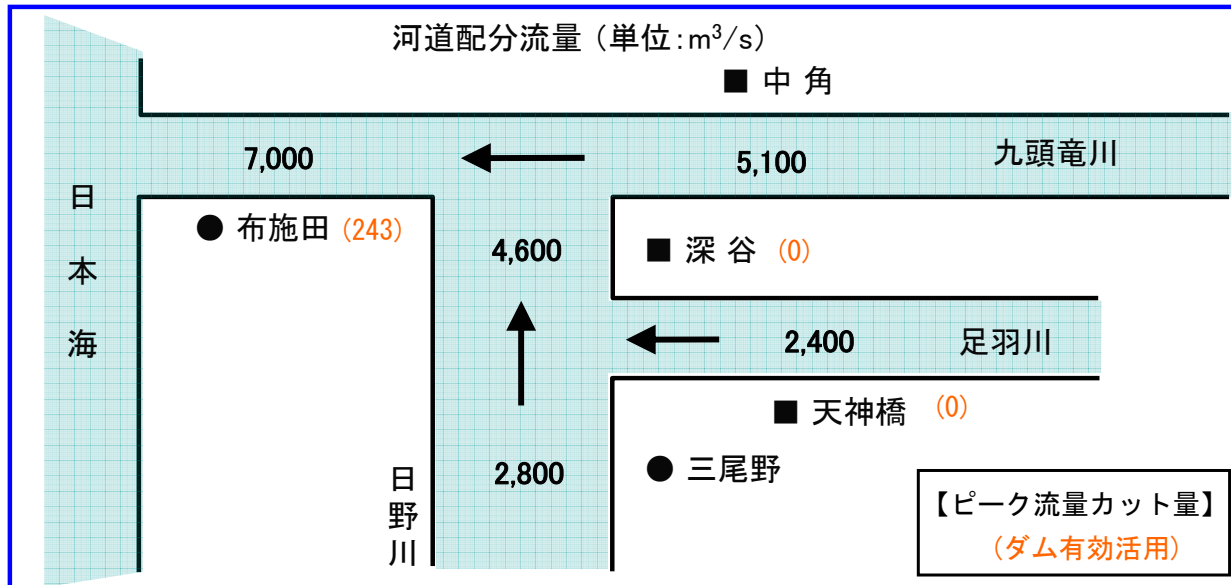 河道配分流量（単位:m³/s）
■ 中 角
7,000
5,100
九頭竜川
日本海
● 布施田 (243)
4,600
■ 深 谷 (0)
2,400
足羽川
■ 天神橋 (0)
2,800
● 三尾野
日野川
【ピーク流量カット量】
(ダム有効活用)